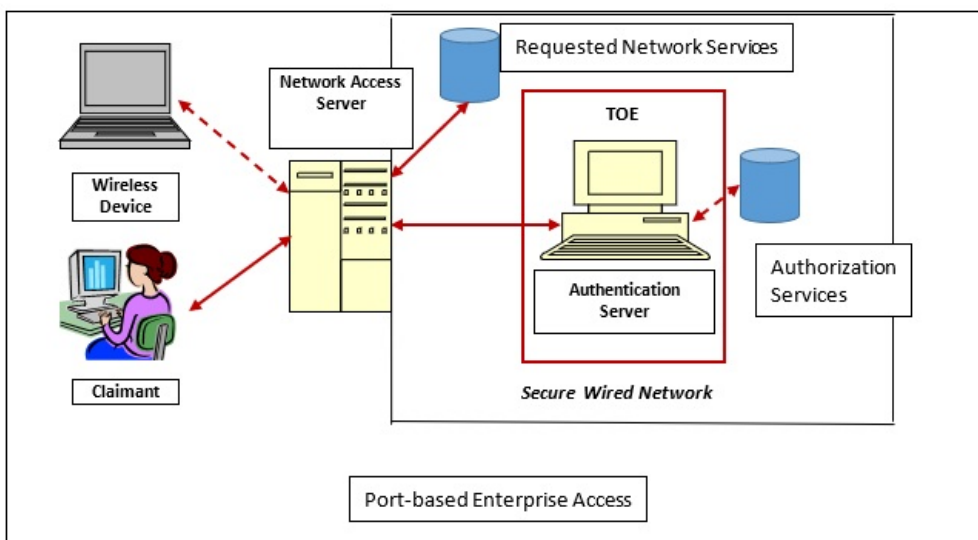 Requested Network Services
Network Access
Server
TOE
Wireless
Device
Authorization
Services
Authentication
Server
Claimant
Secure Wired Network
Port-based Enterprise Access